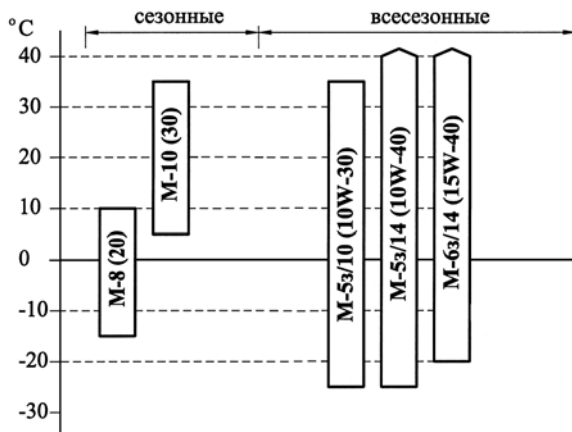 сезонные
всесезонные
°C
40
30
20
10
0
-10
-20
-30
М-8 (20)
М-10 (30)
М-5з/10 (10W-30)
М-5з/14 (10W-40)
М-6з/14 (15W-40)